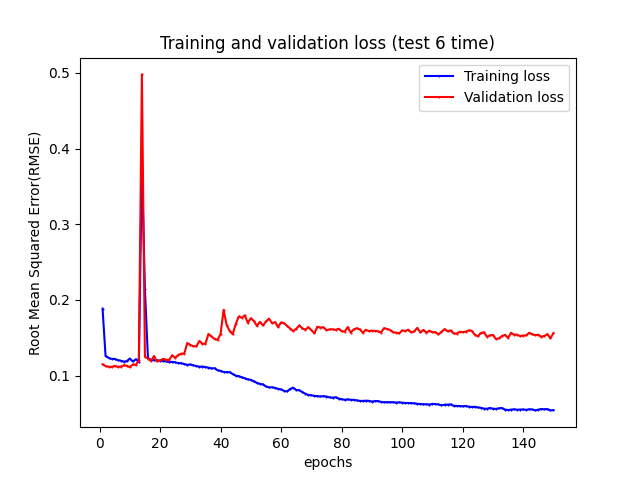 Training and validation loss (test 6 time)
Training loss
Validation loss
Root Mean Squared Error(RMSE)
0.5
0.4
0.3
0.2
0.1
0 20 40 60 80 100 120 140
epochs